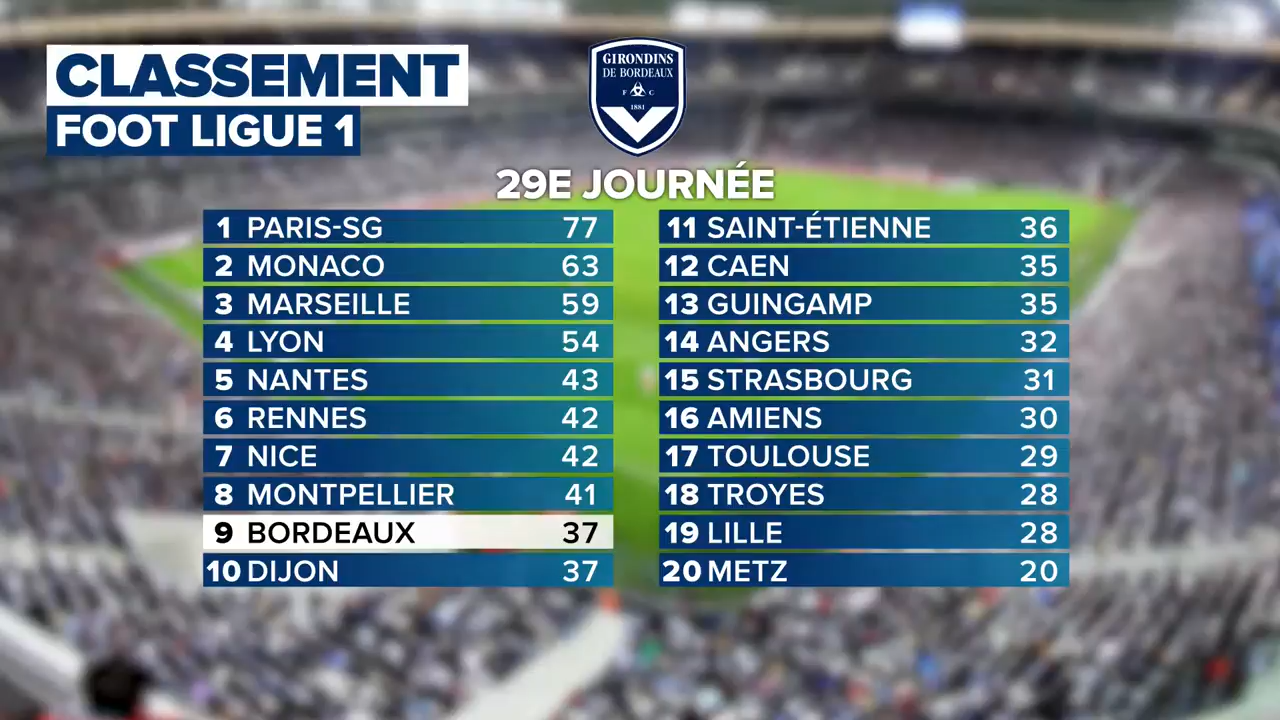 CLASSEMENT
FOOT LIGUE 1
GIRONDINS
DE BORDEAUX
F C
1881
29E JOURNÉE
1 PARIS-SG 77
2 MONACO 63
3 MARSEILLE 59
4 LYON 54
5 NANTES 43
6 RENNES 42
7 NICE 42
8 MONTPELLIER 41
9 BORDEAUX 37
10 DIJON 37
11 SAINT-ÉTIENNE 36
12 CAEN 35
13 GUINGAMP 35
14 ANGERS 32
15 STRASBOURG 31
16 AMIENS 30
17 TOULOUSE 29
18 TROYES 28
19 LILLE 28
20 METZ 20